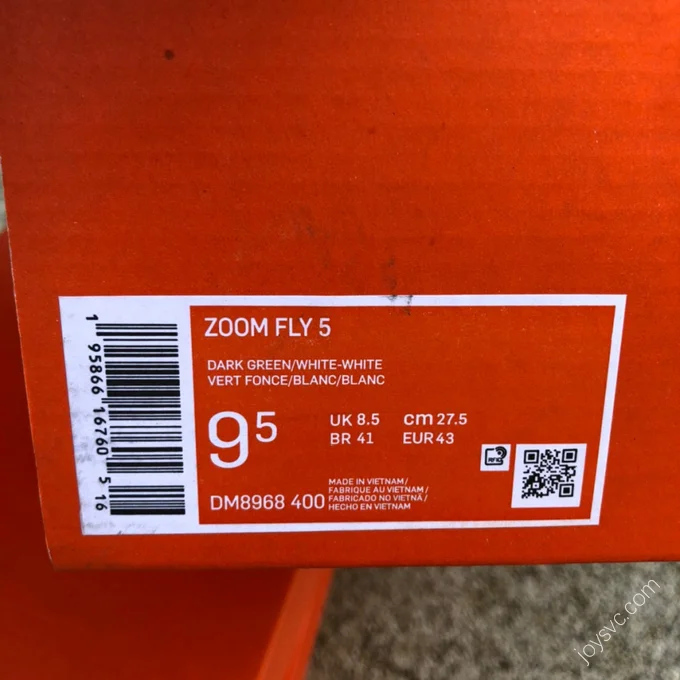 ZOOM FLY 5
DARK GREEN/WHITE-WHITE
VERT FONCE/BLANC/BLANC
9 5
UK 8.5 cm 27.5
BR 41 EUR 43
DM8968 400
MADE IN VIETNAM/
FABRIQUE AU VIETNAM/
FABRICADO NO VIETNÁ/
HECHO EN VIETNAM
RFID
1 95866 16760 5 16
joysvc.com